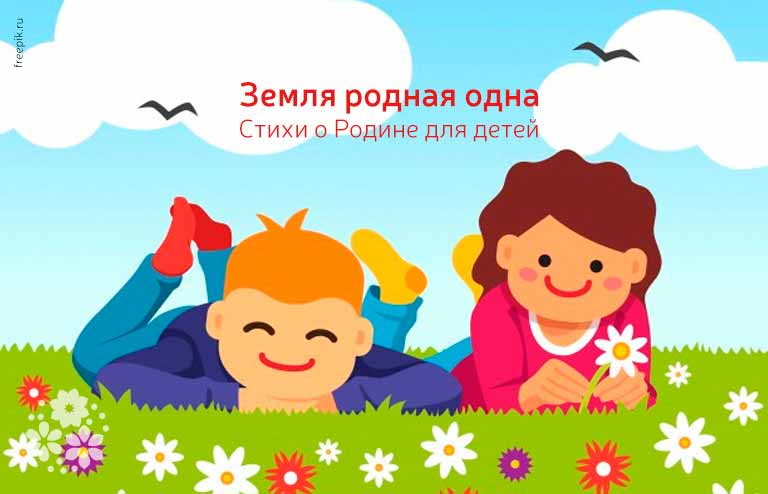 freepik.ru
Земля родная одна
Стихи о Родине для детей